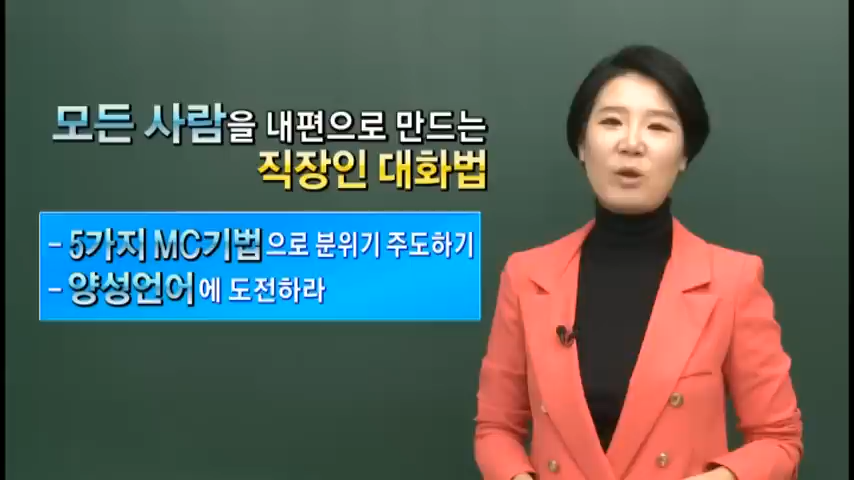 모든 사람을 내편으로 만드는
직장인 대화법
- 5가지 MC기법으로 분위기 주도하기
- 양성언어에 도전하라